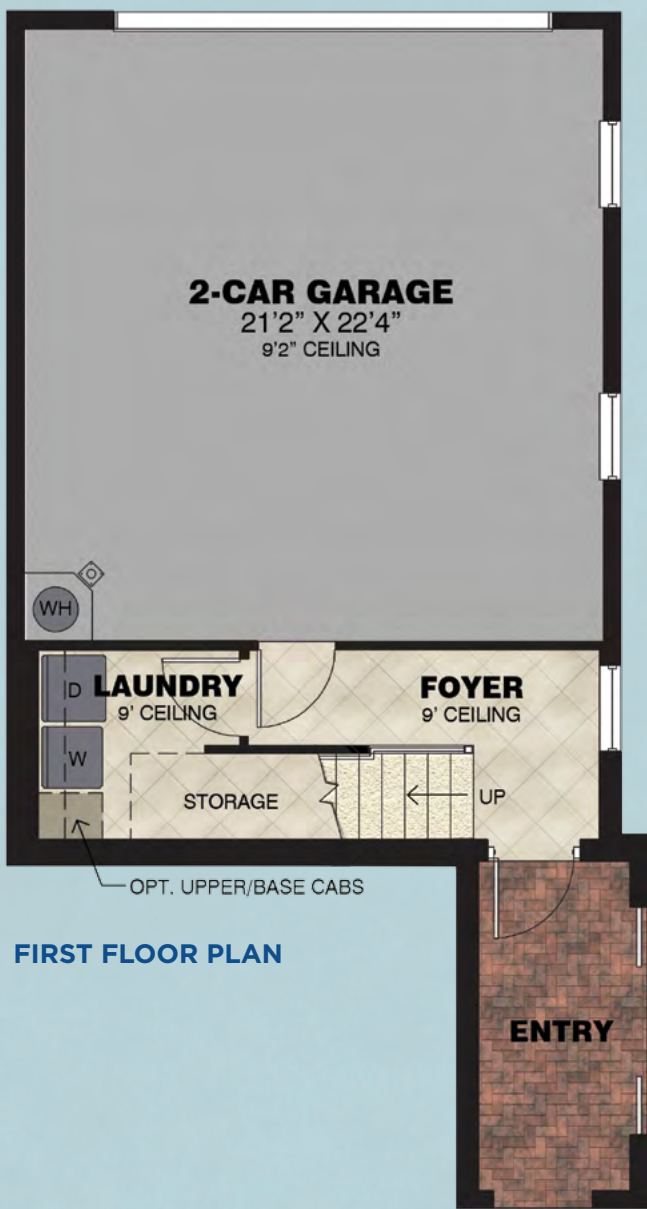 2-CAR GARAGE
21'2” X 22'4”
9'2” CEILING
WH
D
LAUNDRY
9' CEILING
FOYER
9' CEILING
W
STORAGE
UP
OPT. UPPER/BASE CABS
FIRST FLOOR PLAN
ENTRY